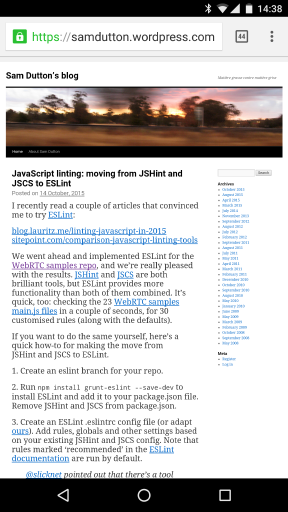 14:38
https://samdutton.wordpress.com
44
Sam Dutton's blog
Home About Sam Dutton
JavaScript linting: moving from JSHint and
JSCS to ESLint
Posted on 14 October, 2015
I recently read a couple of articles that convinced
me to try ESLint:
blog.lauritz.me/linting-javascript-in-2015
sitepoint.com/comparison-javascript-linting-tools
We went ahead and implemented ESLint for the
WebRTC samples repo, and we're really pleased
with the results. JSHint and JSCS are both
brilliant tools, but ESLint provides more
functionality than both of them combined. It's
quick, too: checking the 23 WebRTC samples
main.js files in a couple of seconds, for 30
customised rules (along with the defaults).
If you want to do the same yourself, here's a
quick how-to for making the move from
JSHint and JSCS to ESLint.
1. Create an eslint branch for your repo.
2. Run npm install grunt-eslint --save-dev to
install ESLint and add it to your package.json file.
Remove JSHint and JSCS from package.json.
3. Create an ESLint .eslintrc config file (or adapt
ours). Add rules, globals and other settings based
on your existing JSHint and JSCS config. Note that
rules marked 'recommended' in the ESLint
documentation are run by default.
@slicknet pointed out that there's a tool
Search
Archives
October 2015
August 2015
April 2015
March 2015
July 2014
Meta
Register
Log in